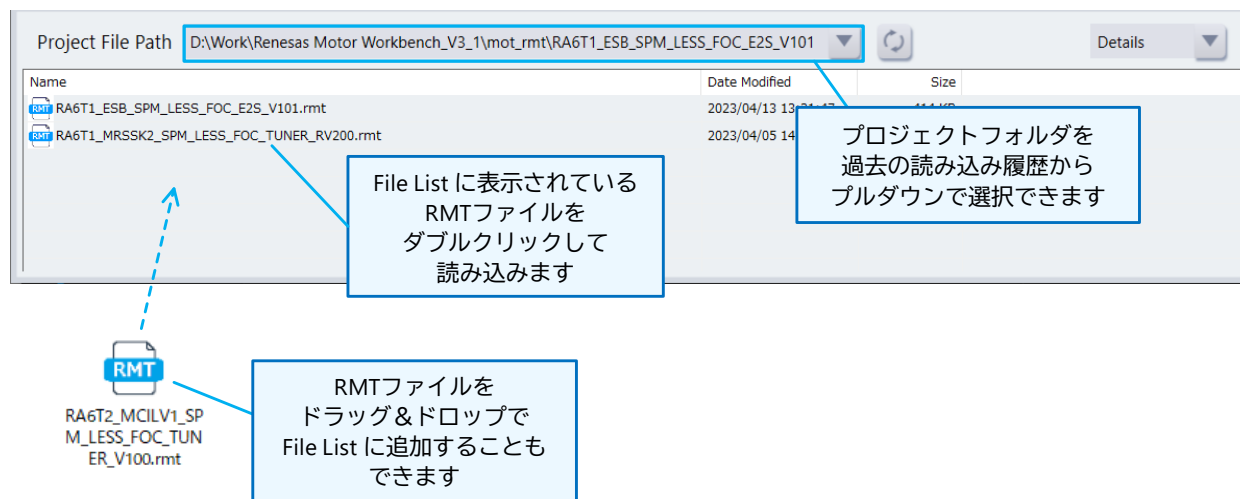 Project File Path D:\Work\Renesas Motor Workbench_V3_1\mot_rmt\RA6T1_ESB_SPM_LESS_FOC_E2S_V101 Details
Name Date Modified Size
RMT RA6T1_ESB_SPM_LESS_FOC_E2S_V101.rmt 2023/04/13
RMT RA6T1_MRSSK2_SPM_LESS_FOC_TUNER_RV200.rmt 2023/04/05 14
プロジェクトフォルダを
過去の読み込み履歴から
プルダウンで選択できます
File List に表示されている
RMTファイルを
ダブルクリックして
読み込みます
RMT
RA6T2_MCILV1_SP
M_LESS_FOC_TUN
ER_V100.rmt
RMTファイルを
ドラッグ＆ドロップで
File List に追加することも
できます